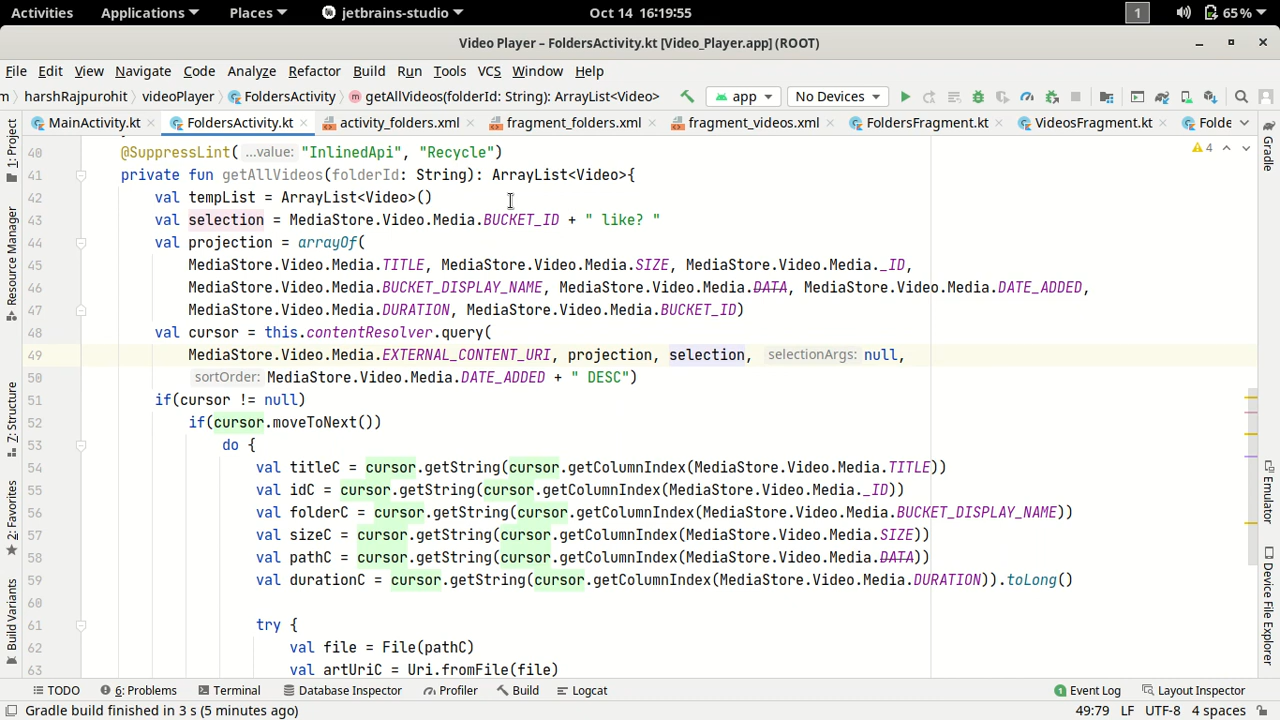 Activities Applications Places jetbrains-studio Oct 14 16:19:55 1 65%
Video Player – FoldersActivity.kt [Video_Player.app] (ROOT)
File Edit View Navigate Code Analyze Refactor Build Run Tools VCS Window Help
m harshRajpurohit videoPlayer FoldersActivity getAllVideos(folderId: String): ArrayList<Video> app No Devices
MainActivity.kt FoldersActivity.kt activity_folders.xml fragment_folders.xml fragment_videos.xml FoldersFragment.kt VideosFragment.kt Folde
1: Project
Resource Manager
7: Structure
2: Favorites
Build Variants
40 @SuppressLint( ...value: "InlinedApi", "Recycle") 4
41 private fun getAllVideos(folderId: String): ArrayList<Video>{
42 val tempList = ArrayList<Video>()
43 val selection = MediaStore.Video.Media.BUCKET_ID + " like? "
44 val projection = arrayOf(
45 MediaStore.Video.Media.TITLE, MediaStore.Video.Media.SIZE, MediaStore.Video.Media._ID,
46 MediaStore.Video.Media.BUCKET_DISPLAY_NAME, MediaStore.Video.Media.DATA, MediaStore.Video.Media.DATE_ADDED,
47 MediaStore.Video.Media.DURATION, MediaStore.Video.Media.BUCKET_ID)
48 val cursor = this.contentResolver.query(
49 MediaStore.Video.Media.EXTERNAL_CONTENT_URI, projection, selection, selectionArgs: null,
50 sortOrder: MediaStore.Video.Media.DATE_ADDED + " DESC")
51 if(cursor != null)
52 if(cursor.moveToNext())
53 do {
54 val titleC = cursor.getString(cursor.getColumnIndex(MediaStore.Video.Media.TITLE))
55 val idC = cursor.getString(cursor.getColumnIndex(MediaStore.Video.Media._ID))
56 val folderC = cursor.getString(cursor.getColumnIndex(MediaStore.Video.Media.BUCKET_DISPLAY_NAME))
57 val sizeC = cursor.getString(cursor.getColumnIndex(MediaStore.Video.Media.SIZE))
58 val pathC = cursor.getString(cursor.getColumnIndex(MediaStore.Video.Media.DATA))
59 val durationC = cursor.getString(cursor.getColumnIndex(MediaStore.Video.Media.DURATION)).toLong()
60
61 try {
62 val file = File(pathC)
63 val artUriC = Uri.fromFile(file)
Gradle
Emulator
Device File Explorer
TODO 6: Problems Terminal Database Inspector Profiler Build Logcat 1 Event Log Layout Inspector
Gradle build finished in 3 s (5 minutes ago) 49:79 LF UTF-8 4 spaces